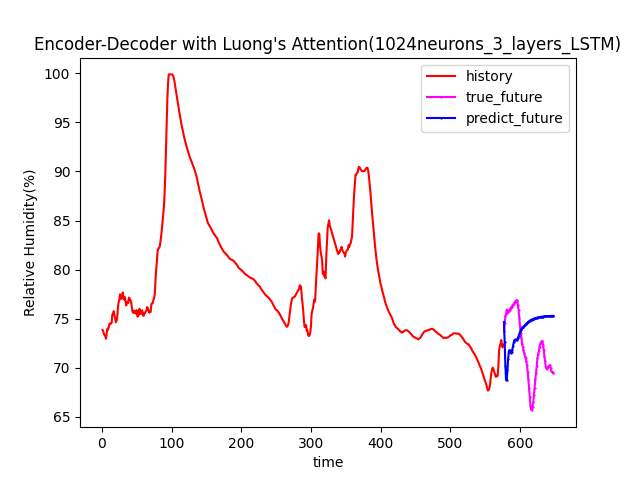 Encoder-Decoder with Luong's Attention(1024neurons_3_layers_LSTM)
history
true_future
predict_future
Relative Humidity(%)
100
95
90
85
80
75
70
65
0 100 200 300 400 500 600
time